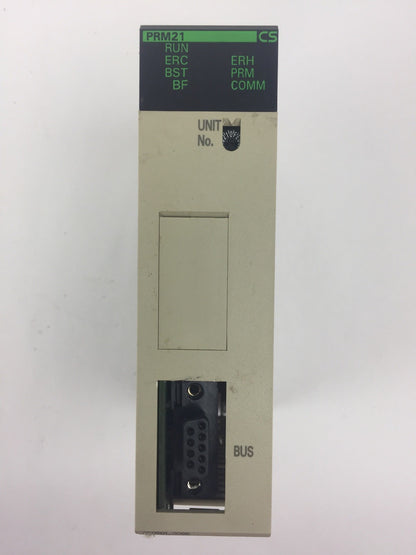 PRM21 CS
RUN
ERC ERH
BST PRM
BF COMM
UNIT
No.
BUS